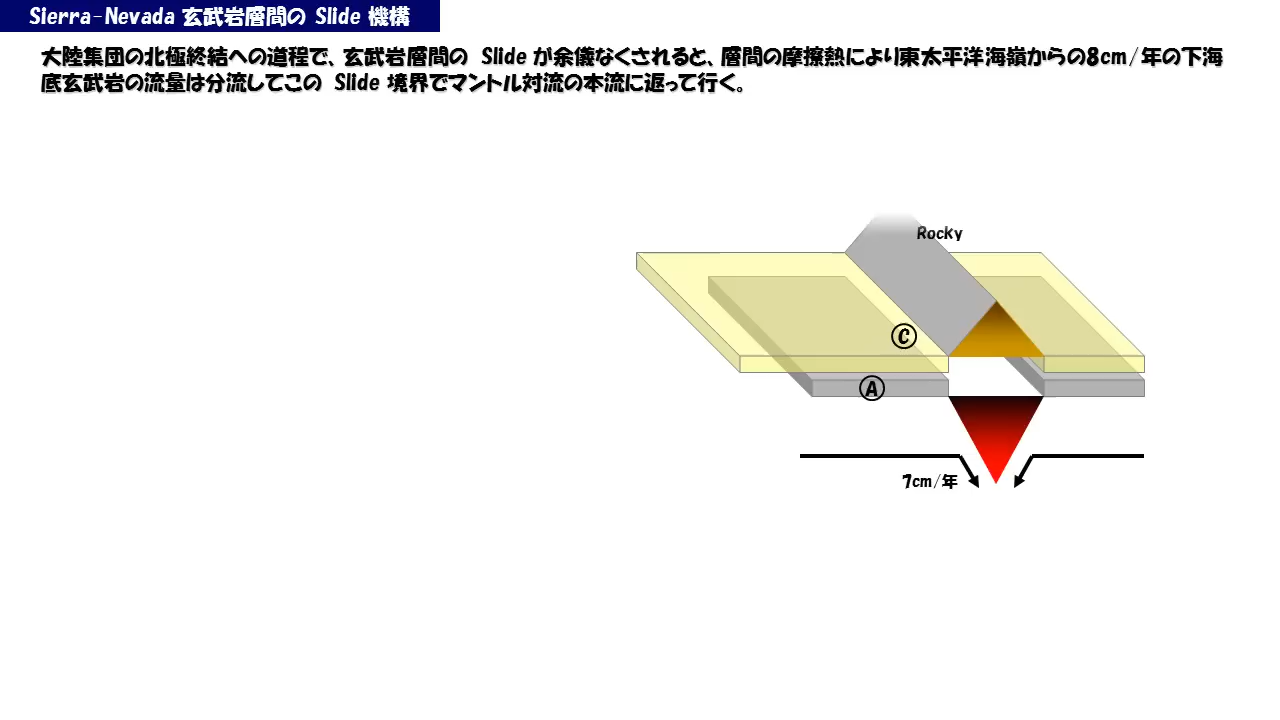 Sierra-Nevada 玄武岩層間の Slide 機構
大陸集団の北極終結への道程で、玄武岩層間の Slide が余儀なくされると、層間の摩擦熱により東太平洋海嶺からの8cm/年の下海
底玄武岩の流量は分流してこの Slide 境界でマントル対流の本流に返って行く。
Rocky
Ⓒ
Ⓐ
7cm/年